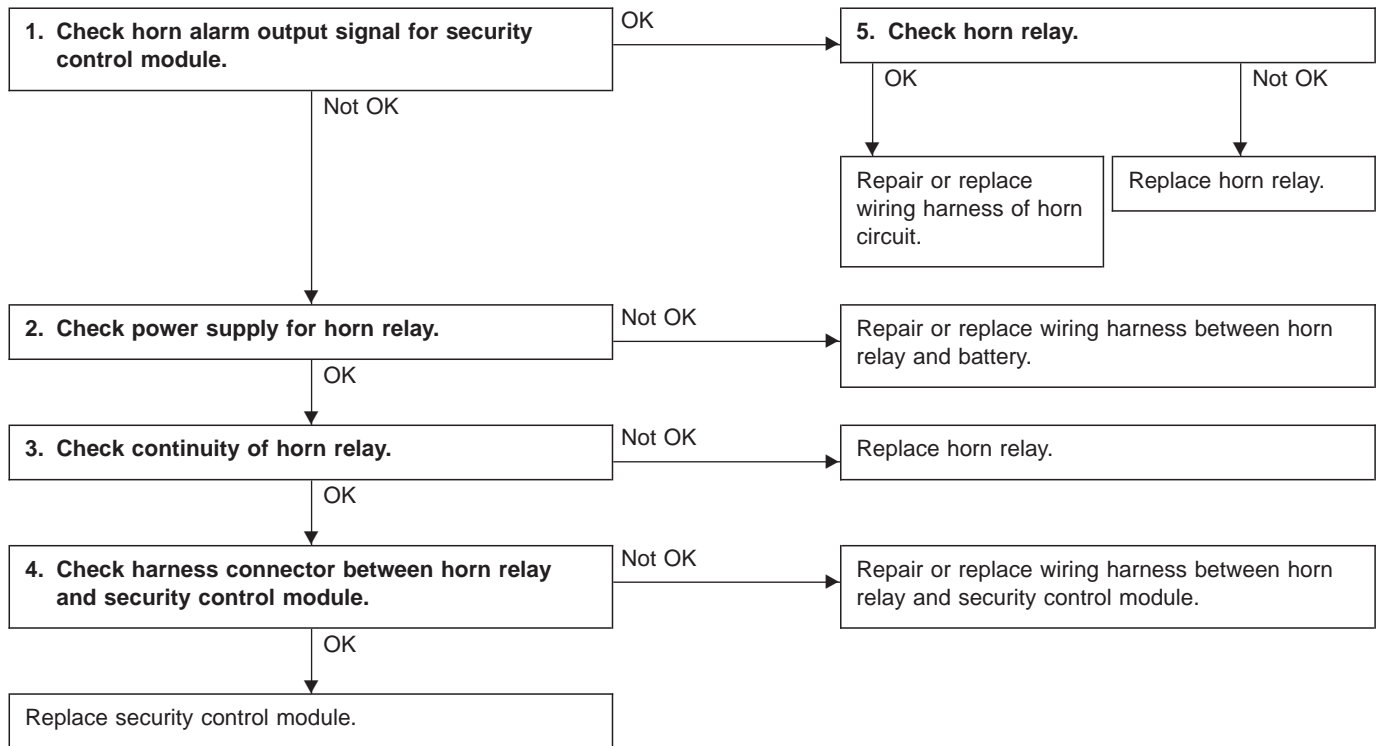 1. Check horn alarm output signal for security
control module.
OK
5. Check horn relay.
OK
Not OK
Not OK
Repair or replace
wiring harness of horn
circuit.
Replace horn relay.
2. Check power supply for horn relay.
Not OK
Repair or replace wiring harness between horn
relay and battery.
OK
3. Check continuity of horn relay.
Not OK
Replace horn relay.
OK
4. Check harness connector between horn relay
and security control module.
Not OK
Repair or replace wiring harness between horn
relay and security control module.
OK
Replace security control module.